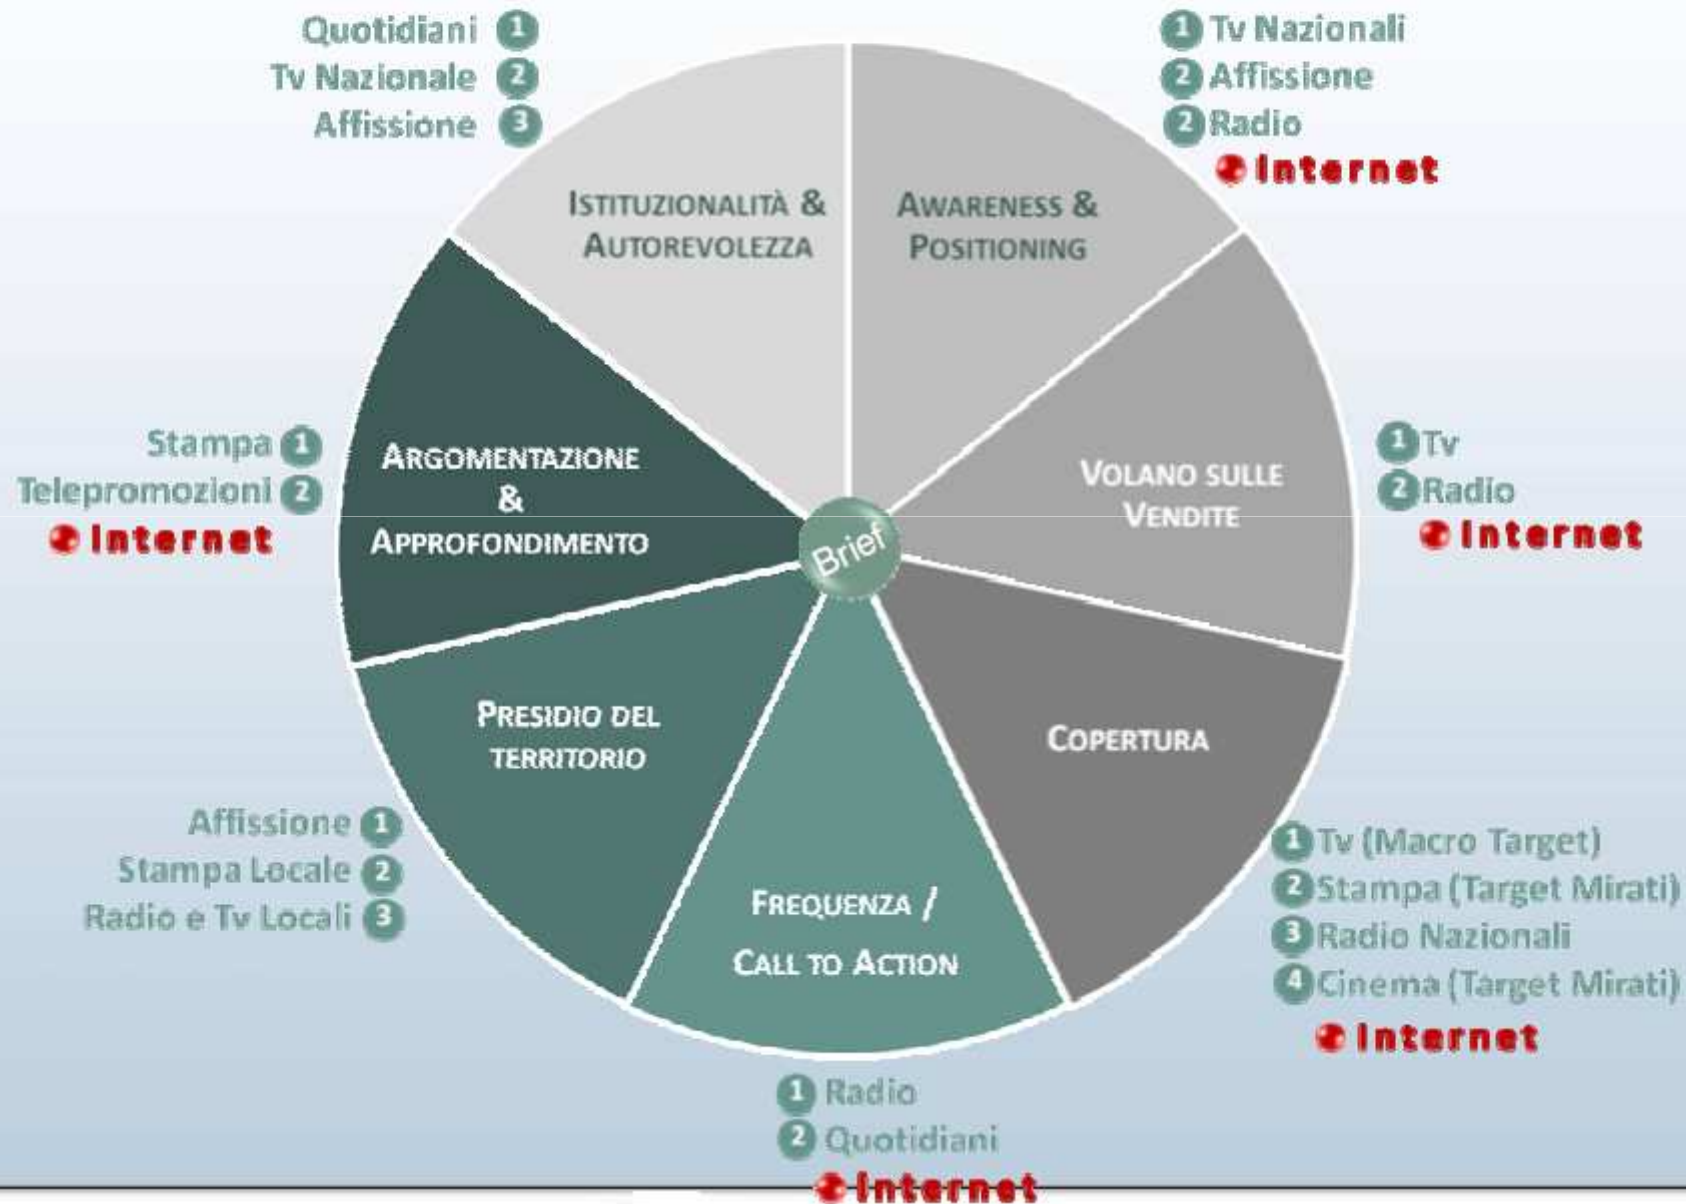 Quotidiani 1
Tv Nazionale 2
Affissione 3
1 Tv Nazionali
2 Affissione
2 Radio
Internet
ISTITUZIONALITÀ &
AUTOREVOLEZZA
AWARENESS &
POSITIONING
Stampa 1
Telepromozioni 2
Internet
ARGOMENTAZIONE
&
APPROFONDIMENTO
VOLANO SULLE
VENDITE
1 Tv
2 Radio
Internet
Brief
PRESIDIO DEL
TERRITORIO
COPERTURA
Affissione 1
Stampa Locale 2
Radio e Tv Locali 3
FREQUENZA /
CALL TO ACTION
1 Tv (Macro Target)
2 Stampa (Target Mirati)
3 Radio Nazionali
4 Cinema (Target Mirati)
Internet
1 Radio
2 Quotidiani
Internet